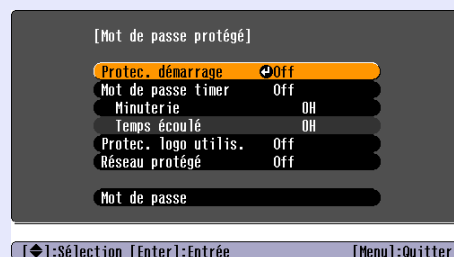 [Mot de passe protégé]
Protec. démarrage Off
Mot de passe timer Off
Minuterie 0H
Temps écoulé 0H
Protec. logo utilis. Off
Réseau protégé Off
Mot de passe
[◆]:Sélection [Enter]:Entrée [Menu]:Quitter